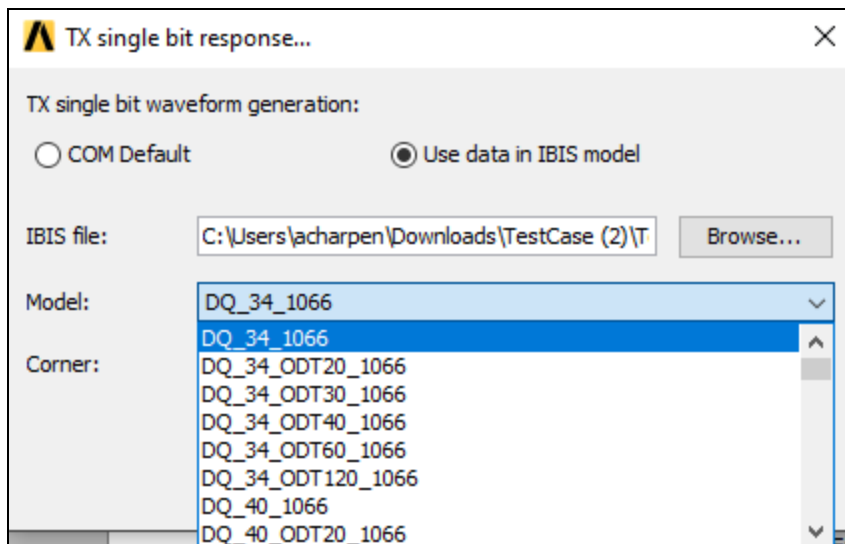 TX single bit response...
TX single bit waveform generation:
COM Default Use data in IBIS model
IBIS file: C:\Users\acharpen\Downloads\TestCase (2)\T Browse...
Model: DQ_34_1066
DQ_34_1066
Corner:
DQ_34_ODT20_1066
DQ_34_ODT30_1066
DQ_34_ODT40_1066
DQ_34_ODT60_1066
DQ_34_ODT120_1066
DQ_40_1066
DQ_40_ODT20_1066